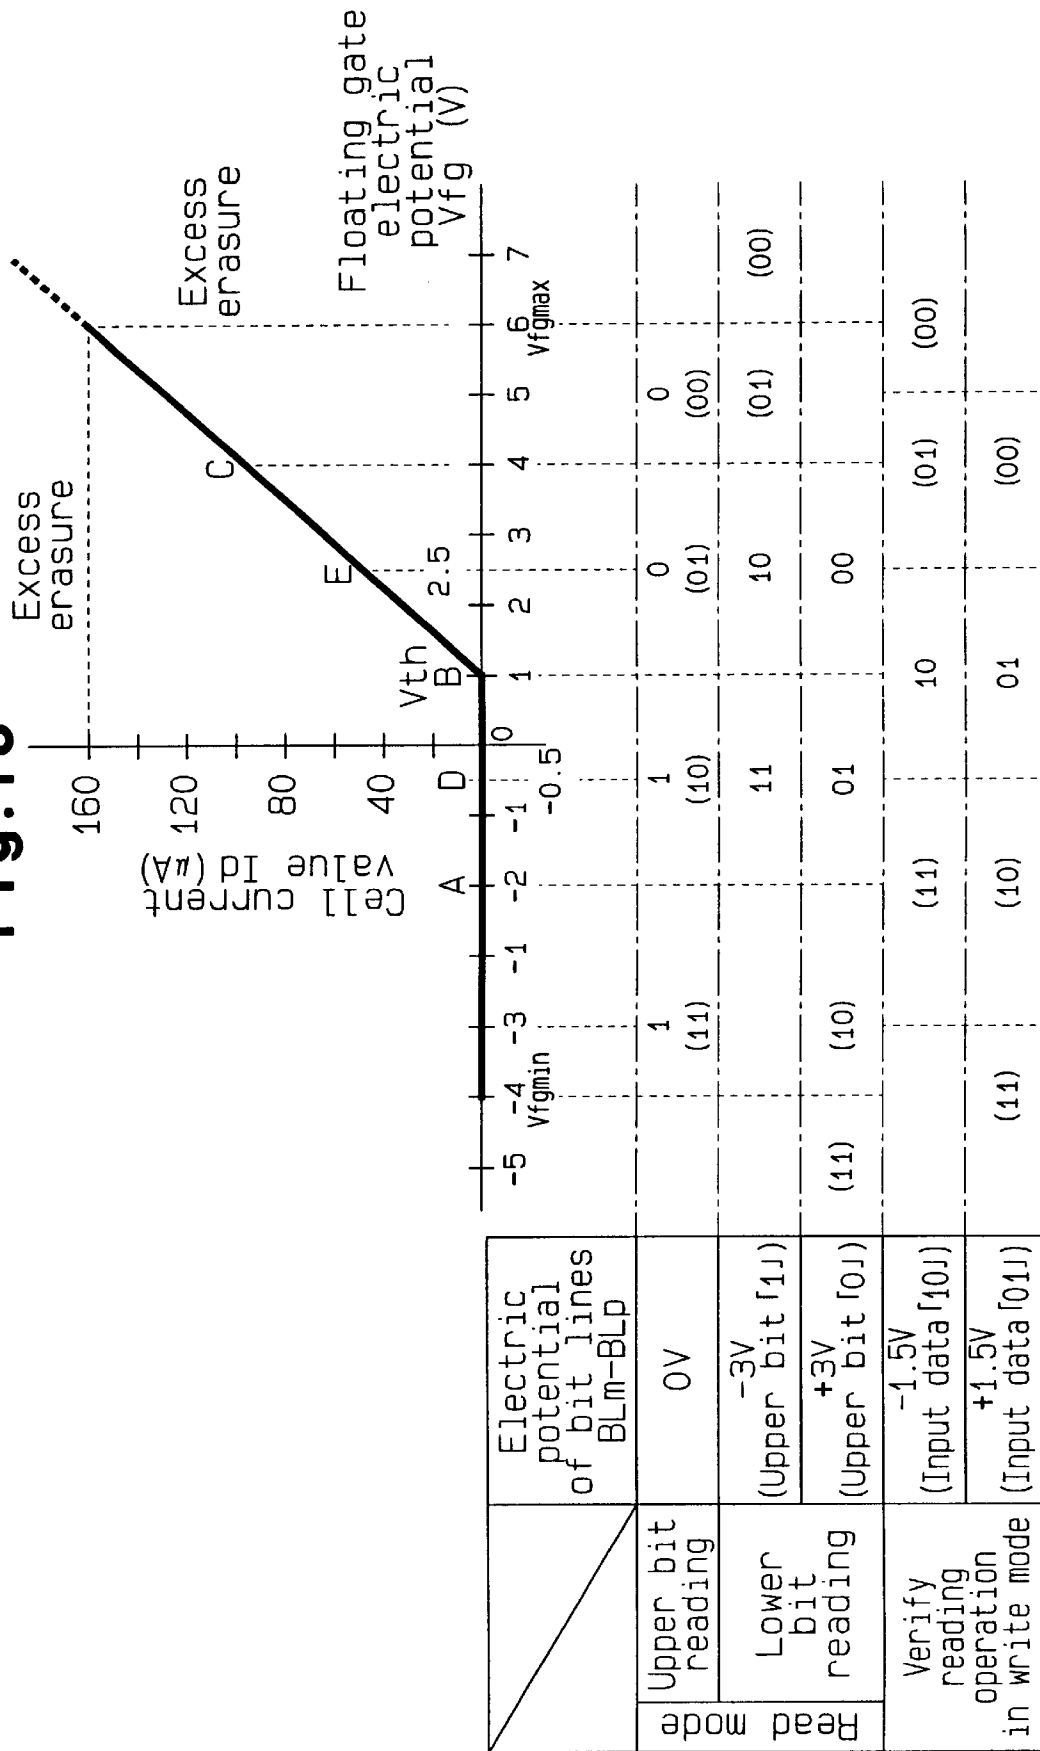 Fig.10
Excess
erasure
Excess
erasure
160
120
80
40
Cell current
value Id (μA)
Floating gate
electric
potential
Vfg (V)
A
D
Vth
B
E
2.5
C
-5
-4
-3
-1
-2
-1
-0.5
0
1
2
3
4
5
6
7
Vfgmin
Vfgmax
Electric
potential
of bit lines
BLm-BLp
Read mode
Upper bit
reading
0V
1
(11)
1
(10)
0
(01)
0
(00)
Lower
bit
reading
-3V
(Upper bit「1」)
11
10
(01)
(00)
+3V
(Upper bit「0」)
(11)
(10)
01
00
Verify
reading
operation
in write mode
-1.5V
(Input data「10」)
(11)
10
(01)
(00)
+1.5V
(Input data「01」)
(11)
(10)
01
(00)